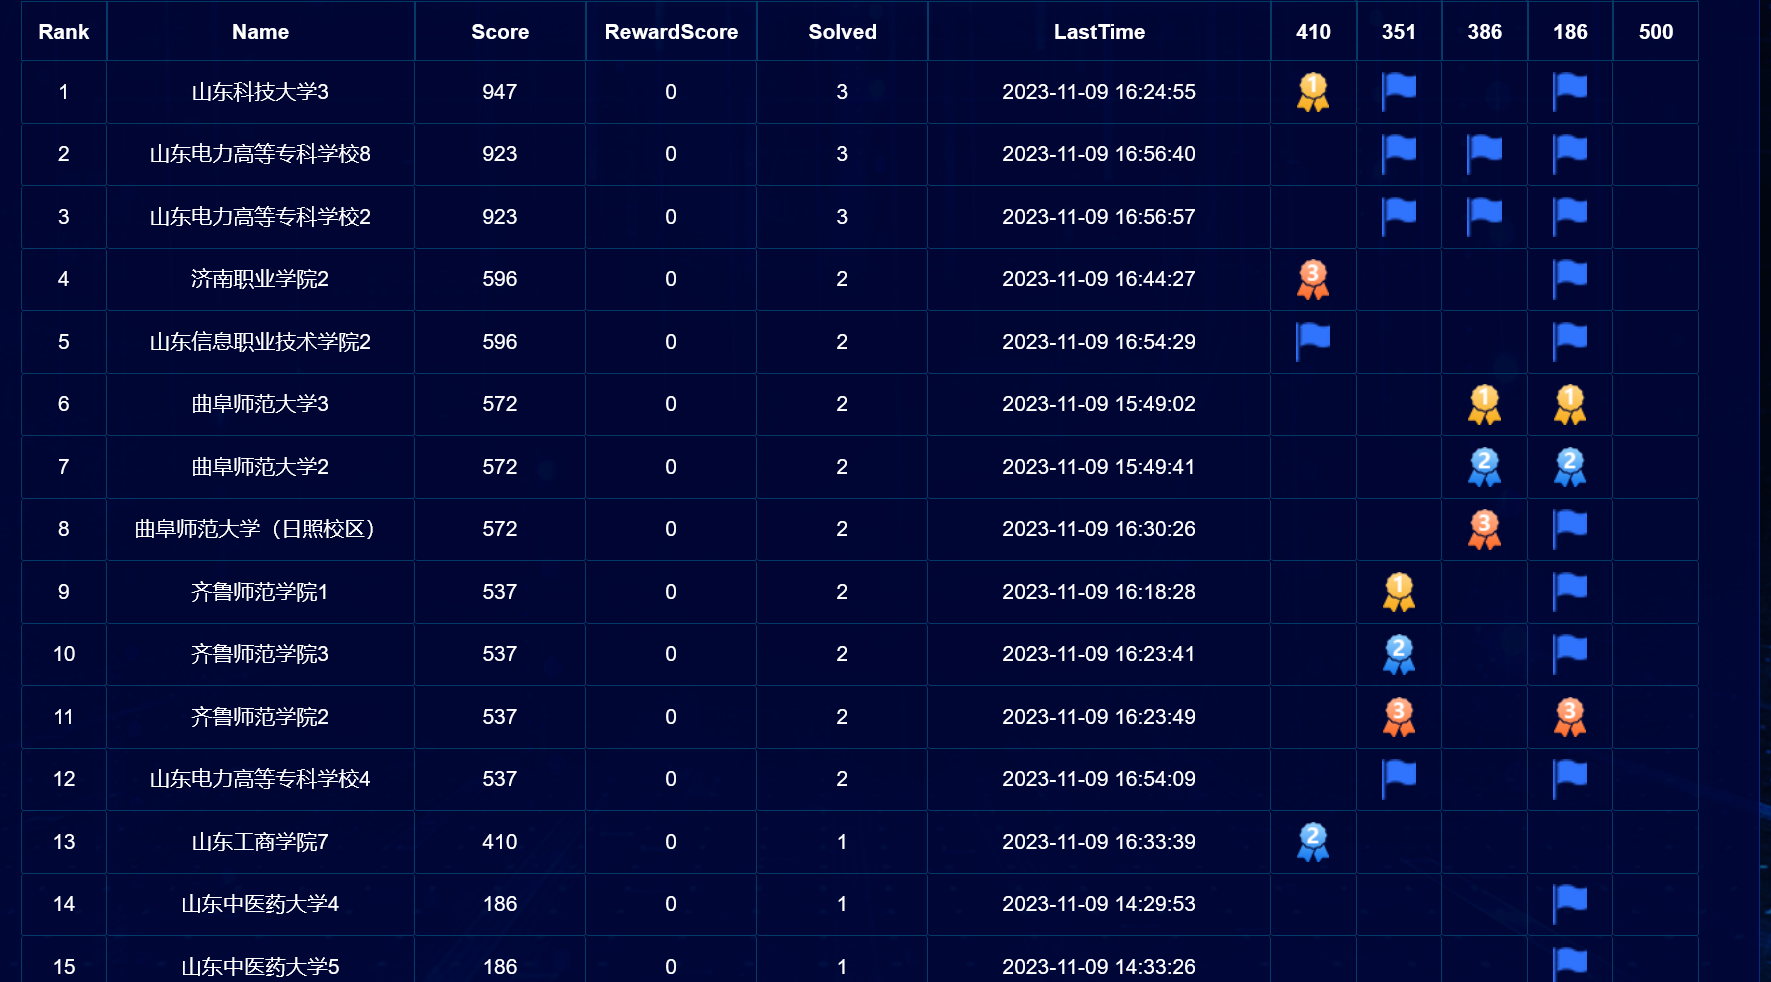 Rank Name Score RewardScore Solved LastTime 410 351 386 186 500
1 山东科技大学3 947 0 3 2023-11-09 16:24:55 1
2 山东电力高等专科学校8 923 0 3 2023-11-09 16:56:40
3 山东电力高等专科学校2 923 0 3 2023-11-09 16:56:57
4 济南职业学院2 596 0 2 2023-11-09 16:44:27 3
5 山东信息职业技术学院2 596 0 2 2023-11-09 16:54:29
6 曲阜师范大学3 572 0 2 2023-11-09 15:49:02 1 1
7 曲阜师范大学2 572 0 2 2023-11-09 15:49:41 2 2
8 曲阜师范大学（日照校区） 572 0 2 2023-11-09 16:30:26 3
9 齐鲁师范学院1 537 0 2 2023-11-09 16:18:28 1
10 齐鲁师范学院3 537 0 2 2023-11-09 16:23:41 2
11 齐鲁师范学院2 537 0 2 2023-11-09 16:23:49 3 3
12 山东电力高等专科学校4 537 0 2 2023-11-09 16:54:09
13 山东工商学院7 410 0 1 2023-11-09 16:33:39 2
14 山东中医药大学4 186 0 1 2023-11-09 14:29:53
15 山东中医药大学5 186 0 1 2023-11-09 14:33:26